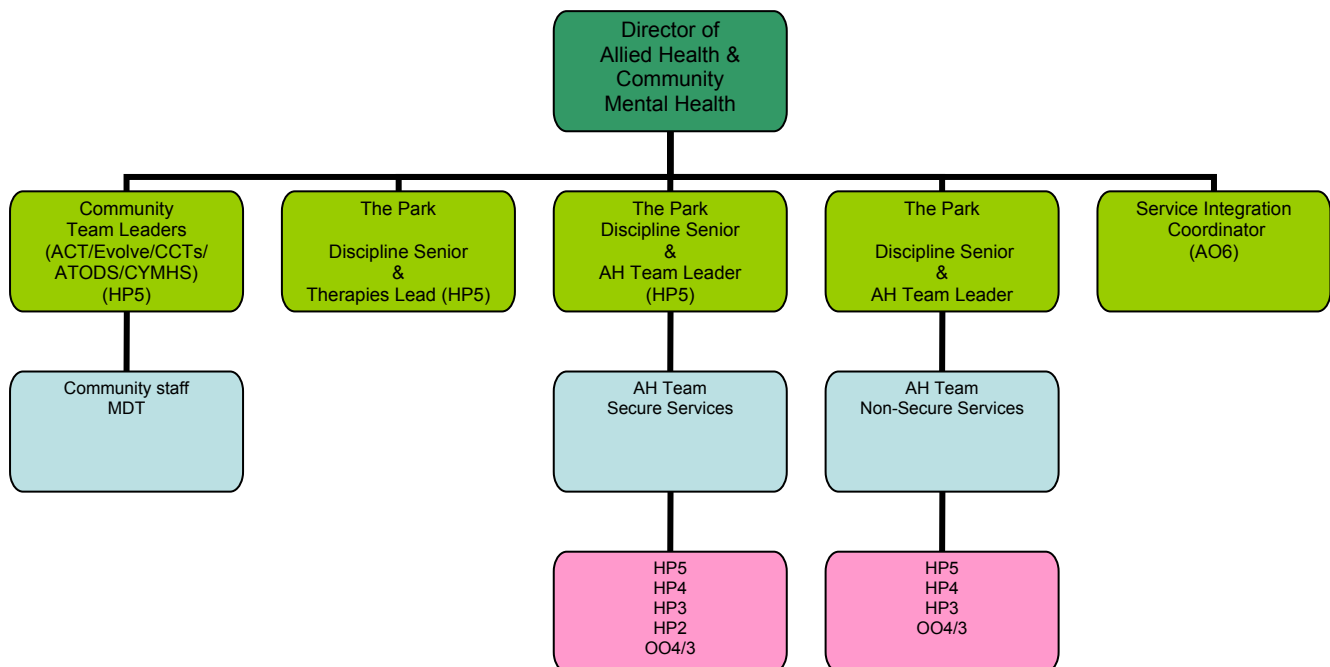 Director of
Allied Health &
Community
Mental Health
Community
Team Leaders
(ACT/Evolve/CCTs/
ATODS/CYMHS)
(HP5)
The Park
Discipline Senior
&
Therapies Lead (HP5)
The Park
Discipline Senior
&
AH Team Leader
(HP5)
The Park
Discipline Senior
&
AH Team Leader
Service Integration
Coordinator
(AO6)
Community staff
MDT
AH Team
Secure Services
AH Team
Non-Secure Services
HP5
HP4
HP3
HP2
OO4/3
HP5
HP4
HP3
OO4/3